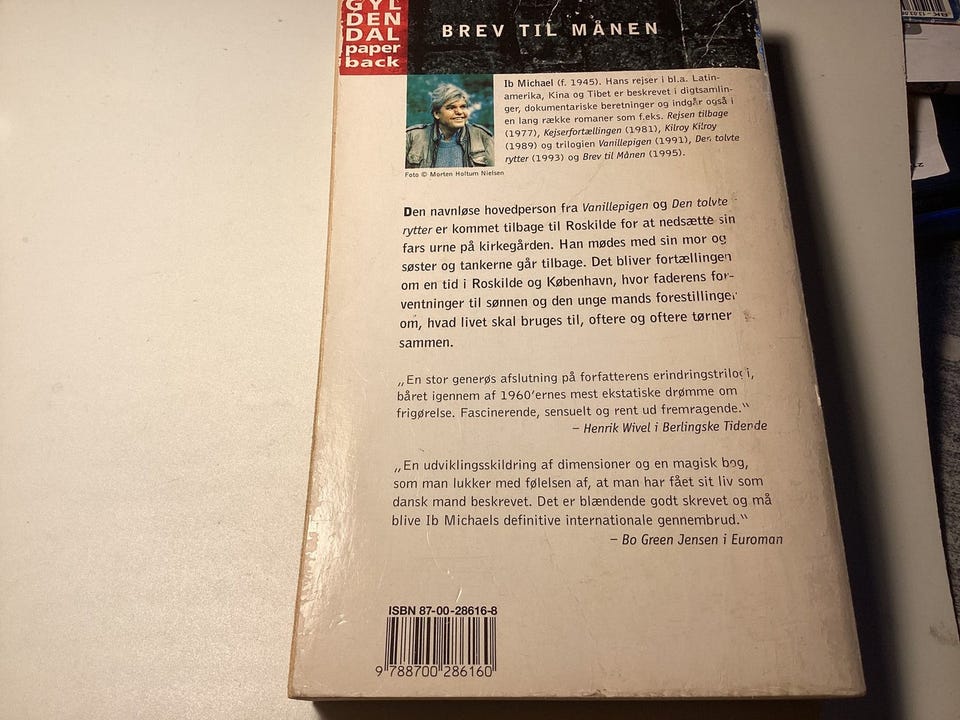 GYL
DEN
DAL
paper
back
BREV TIL MÅNEN
Ib Michael (f. 1945). Hans rejser i bl.a. Latin-
amerika, Kina og Tibet er beskrevet i digtsamlin-
ger, dokumentariske beretninger og indgår også i
en lang række romaner som f.eks. Rejsen tilbage
(1977), Kejserfortællingen (1981), Kilroy Kilroy
(1989) og trilogien Vanillepigen (1991), Den tolvte
rytter (1993) og Brev til Månen (1995).
Foto © Morten Holtum Nielsen
Den navnløse hovedperson fra Vanillepigen og Den tolvte
rytter er kommet tilbage til Roskilde for at nedsætte sin
fars urne på kirkegården. Han mødes med sin mor og
søster og tankerne går tilbage. Det bliver fortællingen
om en tid i Roskilde og København, hvor faderens for-
ventninger til sønnen og den unge mands forestillinger
om, hvad livet skal bruges til, oftere og oftere tørner
sammen.
„En stor generøs afslutning på forfatterens erindringstrilogi,
båret igennem af 1960'ernes mest ekstatiske drømme om
frigørelse. Fascinerende, sensuelt og rent ud fremragende."
– Henrik Wivel i Berlingske Tidende
„En udviklingsskildring af dimensioner og en magisk bog,
som man lukker med følelsen af, at man har fået sit liv som
dansk mand beskrevet. Det er blændende godt skrevet og må
blive Ib Michaels definitive internationale gennembrud."
– Bo Green Jensen i Euroman
ISBN 87-00-28616-8
9 788700 286160